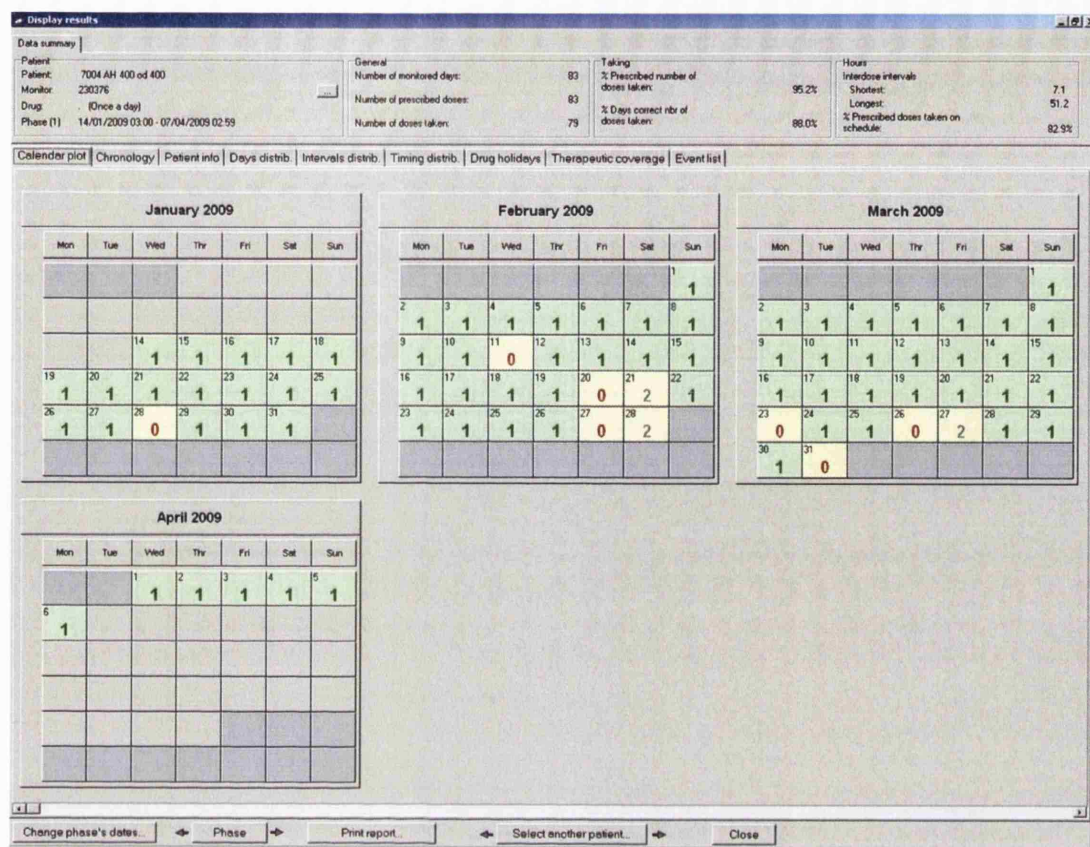 Display results
Data summary
Patient
Patient: 7004 AH 400 od 400
Monitor: 230376
...
Drug: . (Once a day)
Phase (1) 14/01/2009 03:00 - 07/04/2009 02:59
General
Number of monitored days: 83
Number of prescribed doses: 83
Number of doses taken: 79
Taking
% Prescribed number of
doses taken: 95.2%
% Days correct nbr of
doses taken: 88.0%
Hours
Interdose intervals
Shortest: 7.1
Longest: 51.2
% Prescribed doses taken on
schedule: 82.9%
Calendar plot Chronology Patient info Days distrib. Intervals distrib. Timing distrib. Drug holidays Therapeutic coverage Event list
January 2009
Mon Tue Wed Thr Fri Sat Sun
14 15 16 17 18
1 1 1 1 1
19 20 21 22 23 24 25
1 1 1 1 1 1 1
26 27 28 29 30 31
1 1 0 1 1 1
February 2009
Mon Tue Wed Thr Fri Sat Sun
1
1
2 3 4 5 6 7 8
1 1 1 1 1 1 1
9 10 11 12 13 14 15
1 1 0 1 1 1 1
16 17 18 19 20 21 22
1 1 1 1 0 2 1
23 24 25 26 27 28
1 1 1 1 0 2
March 2009
Mon Tue Wed Thr Fri Sat Sun
1
1
2 3 4 5 6 7 8
1 1 1 1 1 1 1
9 10 11 12 13 14 15
1 1 1 1 1 1 1
16 17 18 19 20 21 22
1 1 1 1 1 1 1
23 24 25 26 27 28 29
0 1 1 0 2 1 1
30 31
1 0
April 2009
Mon Tue Wed Thr Fri Sat Sun
1 2 3 4 5
1 1 1 1 1
6
1
Change phase's dates... Phase Print report... Select another patient... Close